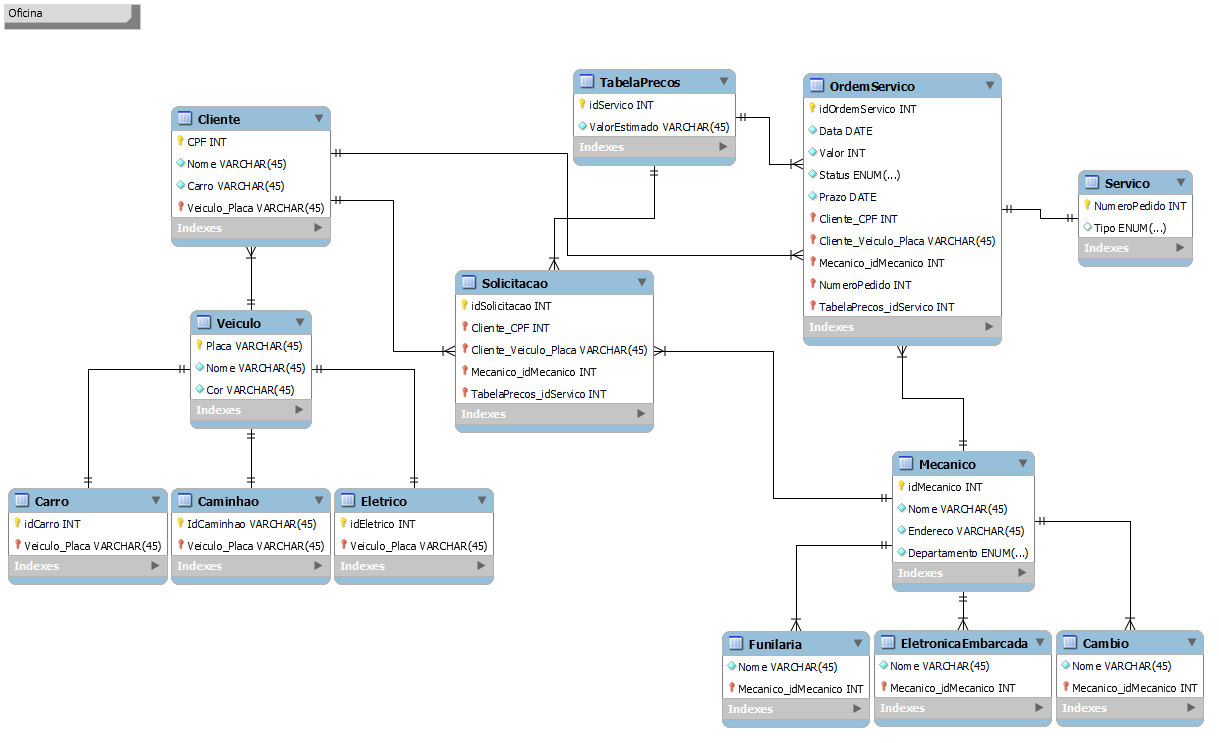 Oficina
TabelaPrecos
idServico INT
ValorEstimado VARCHAR(45)
Indexes
OrdemServico
idOrdemServico INT
Data DATE
Valor INT
Status ENUM(...)
Prazo DATE
Cliente_CPF INT
Cliente_Veiculo_Placa VARCHAR(45)
Mecanico_idMecanico INT
NumeroPedido INT
TabelaPrecos_idServico INT
Indexes
Cliente
CPF INT
Nome VARCHAR(45)
Carro VARCHAR(45)
Veiculo_Placa VARCHAR(45)
Indexes
Servico
NumeroPedido INT
Tipo ENUM(...)
Indexes
Solicitacao
idSolicitacao INT
Cliente_CPF INT
Cliente_Veiculo_Placa VARCHAR(45)
Mecanico_idMecanico INT
TabelaPrecos_idServico INT
Indexes
Veiculo
Placa VARCHAR(45)
Nome VARCHAR(45)
Cor VARCHAR(45)
Indexes
Mecanico
idMecanico INT
Nome VARCHAR(45)
Endereco VARCHAR(45)
Departamento ENUM(...)
Indexes
Carro
idCarro INT
Veiculo_Placa VARCHAR(45)
Indexes
Caminhao
IdCaminhao VARCHAR(45)
Veiculo_Placa VARCHAR(45)
Indexes
Eletrico
idEletrico INT
Veiculo_Placa VARCHAR(45)
Indexes
Funilaria
Nome VARCHAR(45)
Mecanico_idMecanico INT
Indexes
EletronicaEmbarcada
Nome VARCHAR(45)
Mecanico_idMecanico INT
Indexes
Cambio
Nome VARCHAR(45)
Mecanico_idMecanico INT
Indexes